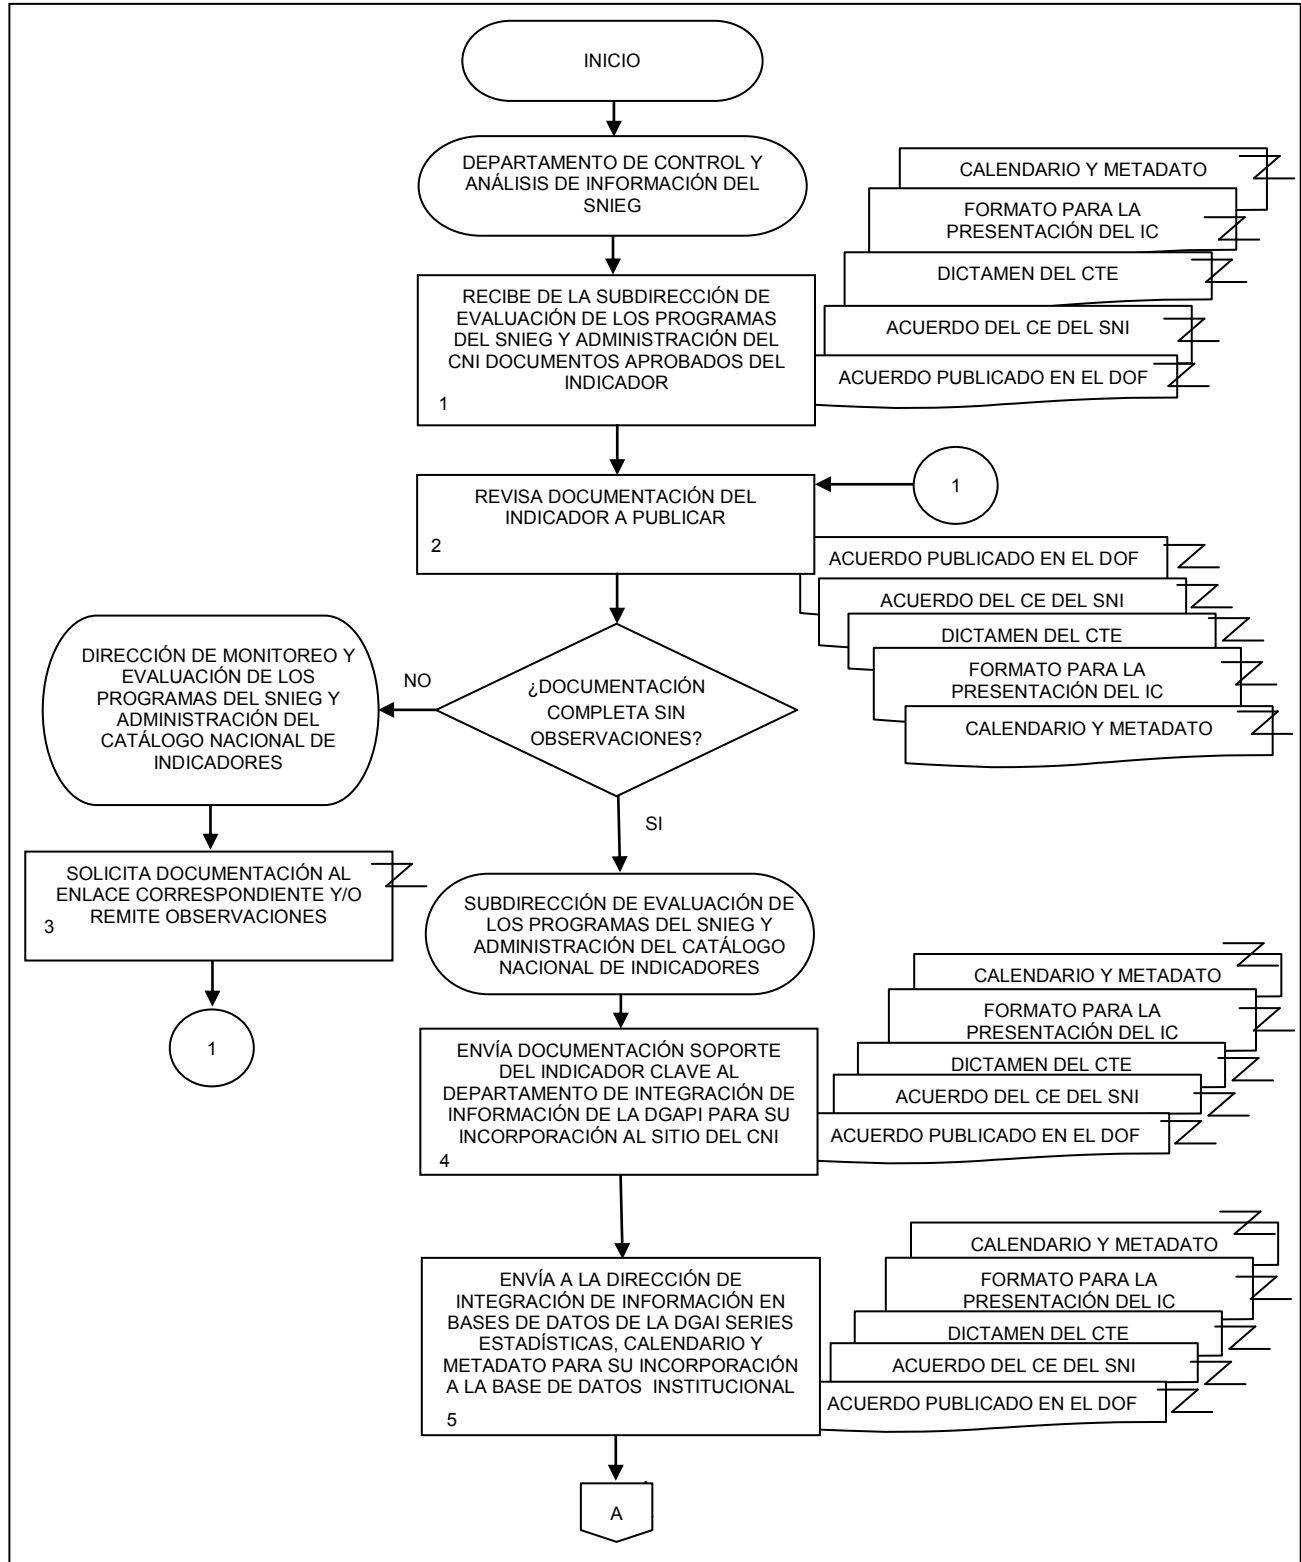 INICIO
DEPARTAMENTO DE CONTROL Y
ANÁLISIS DE INFORMACIÓN DEL
SNIEG
CALENDARIO Y METADATO
FORMATO PARA LA
PRESENTACIÓN DEL IC
DICTAMEN DEL CTE
ACUERDO DEL CE DEL SNI
ACUERDO PUBLICADO EN EL DOF
RECIBE DE LA SUBDIRECCIÓN DE
EVALUACIÓN DE LOS PROGRAMAS
DEL SNIEG Y ADMINISTRACIÓN DEL
CNI DOCUMENTOS APROBADOS DEL
INDICADOR
1
REVISA DOCUMENTACIÓN DEL
INDICADOR A PUBLICAR
2
1
ACUERDO PUBLICADO EN EL DOF
ACUERDO DEL CE DEL SNI
DICTAMEN DEL CTE
FORMATO PARA LA
PRESENTACIÓN DEL IC
CALENDARIO Y METADATO
¿DOCUMENTACIÓN
COMPLETA SIN
OBSERVACIONES?
NO
DIRECCIÓN DE MONITOREO Y
EVALUACIÓN DE LOS
PROGRAMAS DEL SNIEG Y
ADMINISTRACIÓN DEL
CATÁLOGO NACIONAL DE
INDICADORES
SI
SOLICITA DOCUMENTACIÓN AL
ENLACE CORRESPONDIENTE Y/O
REMITE OBSERVACIONES
3
1
SUBDIRECCIÓN DE EVALUACIÓN DE
LOS PROGRAMAS DEL SNIEG Y
ADMINISTRACIÓN DEL CATÁLOGO
NACIONAL DE INDICADORES
CALENDARIO Y METADATO
FORMATO PARA LA
PRESENTACIÓN DEL IC
DICTAMEN DEL CTE
ACUERDO DEL CE DEL SNI
ACUERDO PUBLICADO EN EL DOF
ENVÍA DOCUMENTACIÓN SOPORTE
DEL INDICADOR CLAVE AL
DEPARTAMENTO DE INTEGRACIÓN DE
INFORMACIÓN DE LA DGAPI PARA SU
INCORPORACIÓN AL SITIO DEL CNI
4
CALENDARIO Y METADATO
FORMATO PARA LA
PRESENTACIÓN DEL IC
DICTAMEN DEL CTE
ACUERDO DEL CE DEL SNI
ACUERDO PUBLICADO EN EL DOF
ENVÍA A LA DIRECCIÓN DE
INTEGRACIÓN DE INFORMACIÓN EN
BASES DE DATOS DE LA DGAI SERIES
ESTADÍSTICAS, CALENDARIO Y
METADATO PARA SU INCORPORACIÓN
A LA BASE DE DATOS INSTITUCIONAL
5
A